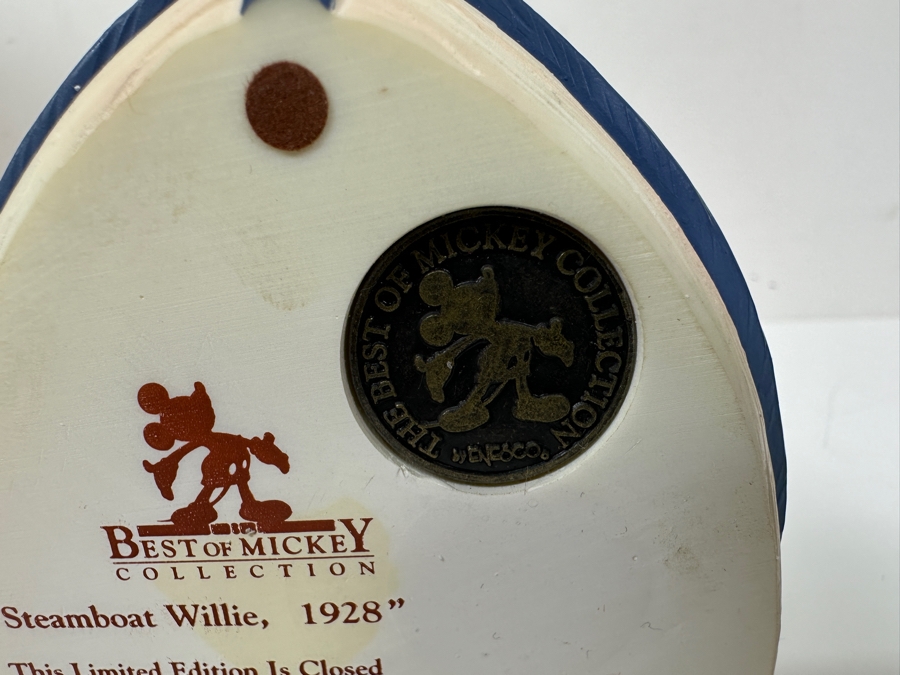 THE BEST OF MICKEY COLLECTION
by ENESCO
BEST OF MICKEY
COLLECTION
Steamboat Willie, 1928”
This Limited Edition Is Closed